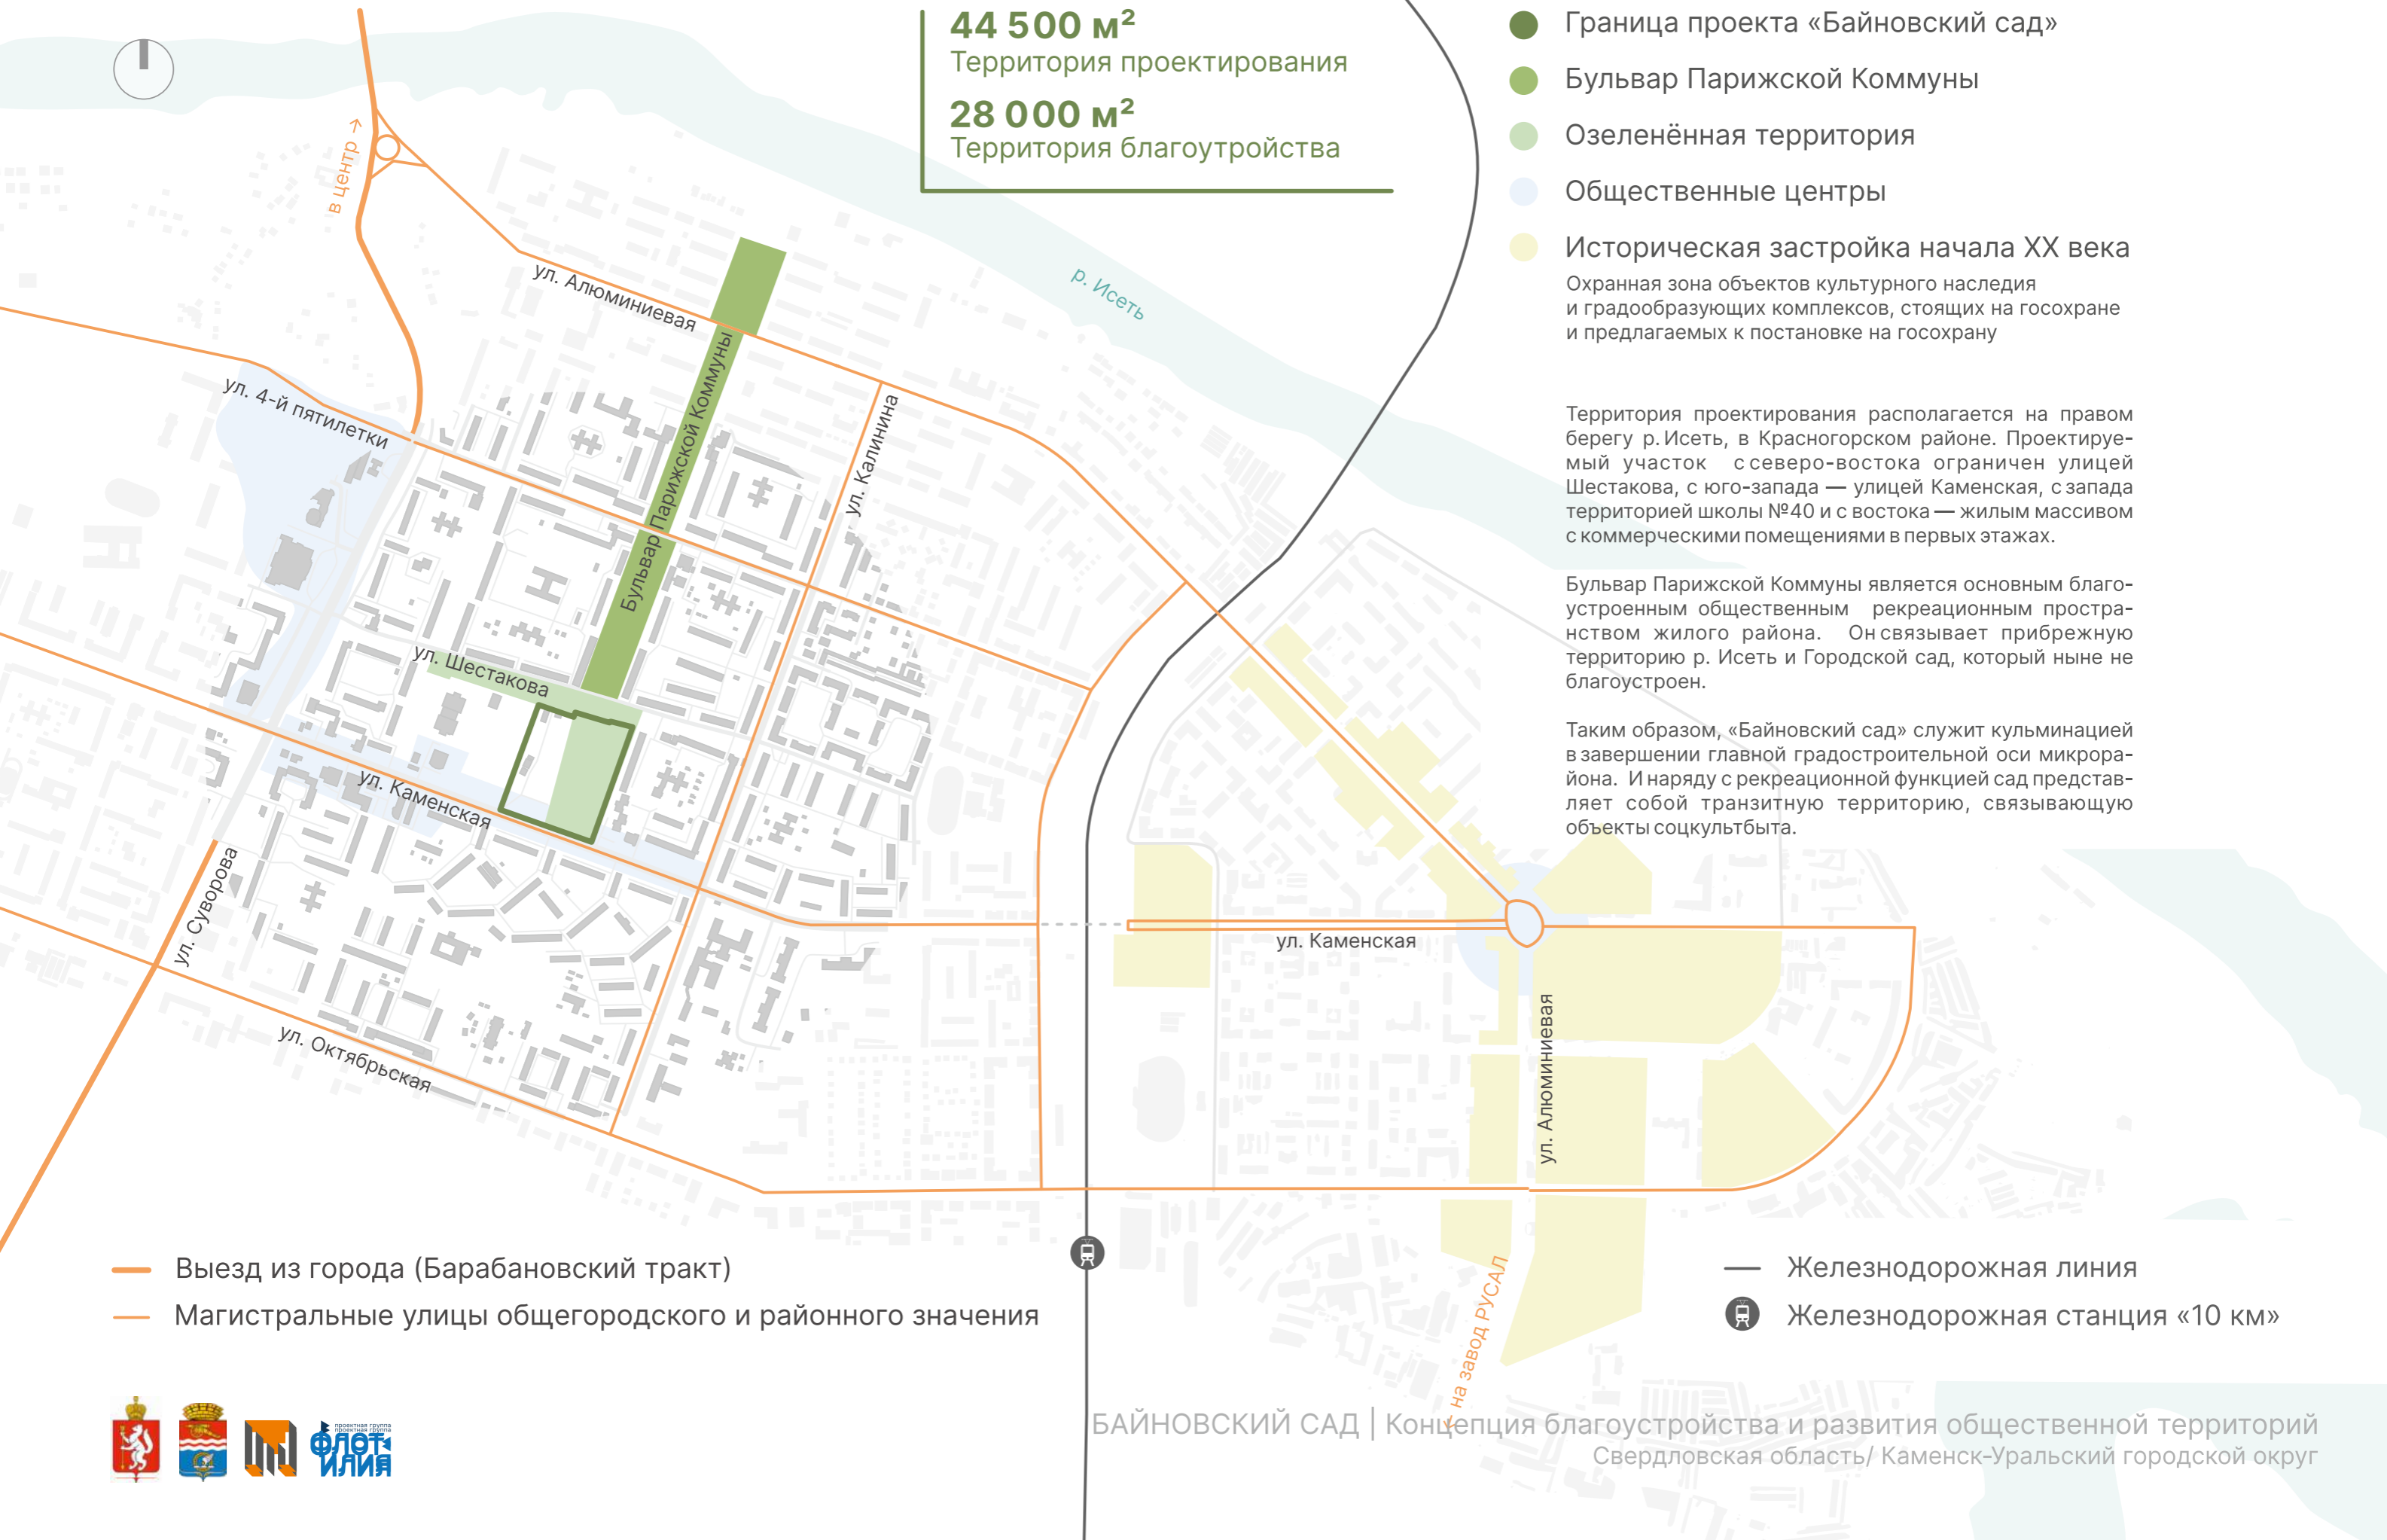 44 500 м²
Территория проектирования
28 000 м²
Территория благоутройства
Граница проекта «Байновский сад»
Бульвар Парижской Коммуны
Озеленённая территория
Общественные центры
Историческая застройка начала XX века
Охранная зона объектов культурного наследия
и градообразующих комплексов, стоящих на госохране
и предлагаемых к постановке на госохрану
Территория проектирования располагается на правом
берегу р. Исеть, в Красногорском районе. Проектируе-
мый участок с северо-востока ограничен улицей
Шестакова, с юго-запада — улицей Каменская, с запада
территорией школы №40 и с востока — жилым массивом
с коммерческими помещениями в первых этажах.
Бульвар Парижской Коммуны является основным благо-
устроенным общественным рекреационным простра-
нством жилого района. Он связывает прибрежную
территорию р. Исеть и Городской сад, который ныне не
благоустроен.
Таким образом, «Байновский сад» служит кульминацией
в завершении главной градостроительной оси микрора-
йона. И наряду с рекреационной функцией сад представ-
ляет собой транзитную территорию, связывающую
объекты соцкультбыта.
в центр →
ул. Алюминиевая
р. Исеть
ул. 4-й пятилетки
Бульвар Парижской Коммуны
ул. Калинина
ул. Шестакова
ул. Каменская
ул. Суворова
ул. Октябрьская
ул. Каменская
ул. Алюминиевая
← на завод РУСАЛ
Выезд из города (Барабановский тракт)
Магистральные улицы общегородского и районного значения
Железнодорожная линия
Железнодорожная станция «10 км»
проектная группа
проектная группа
ФЛОТ
ИЛИЯ
БАЙНОВСКИЙ САД | Концепция благоустройства и развития общественной территорий
Свердловская область/ Каменск-Уральский городской округ